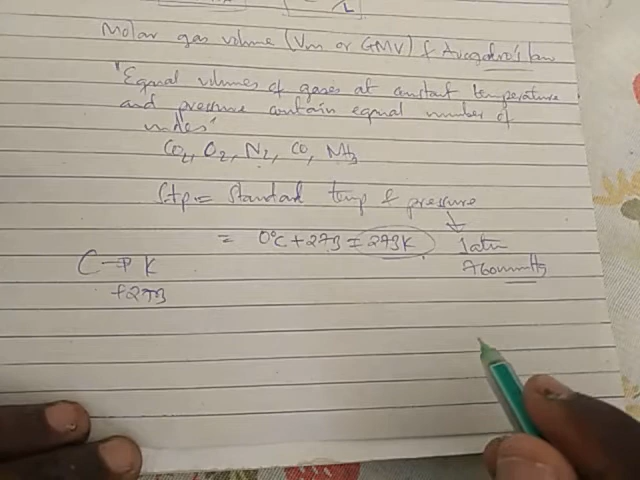 L
Molar gas volume (Vm or GMV) & Avogadro's law
"Equal volumes of gases at constant temperature
and pressure contain equal number of
moles"
CO2, O2, N2, CO, NH3
Stp = Standard temp & pressure
= 0°C + 273 = 273K 1atm
C → K 760mmHg
+273